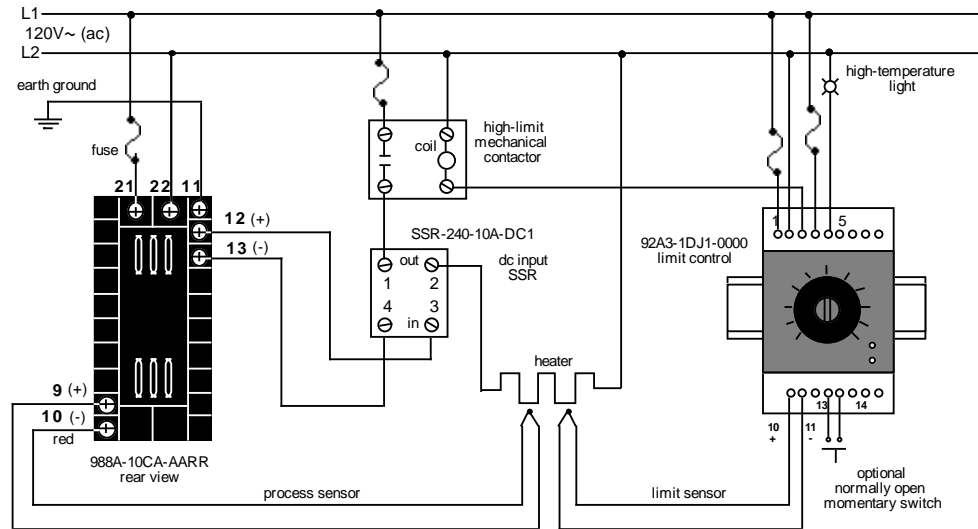 L1
120V~ (ac)
L2
earth ground
fuse
21 22 11
12 (+)
13 (-)
coil
high-limit
mechanical
contactor
high-temperature
light
SSR-240-10A-DC1
out
1 2
4 3
in
dc input
SSR
92A3-1DJ1-0000
limit control
1 5
heater
9 (+)
10 (-)
red
988A-10CA-AARR
rear view
process sensor
limit sensor
13 14
10
+
11
-
optional
normally open
momentary switch